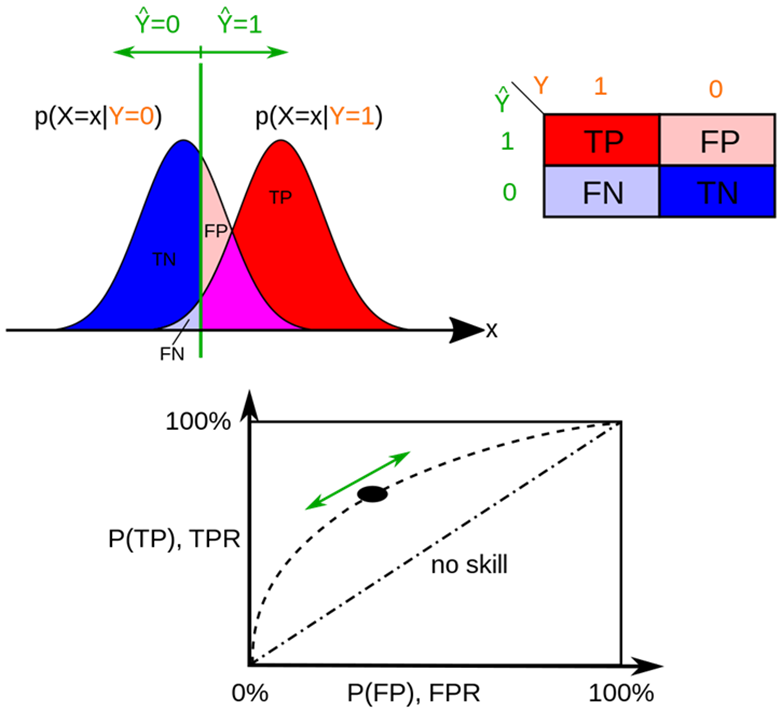 Ŷ=0 Ŷ=1
p(X=x|Y=0) p(X=x|Y=1)
TN
FP
TP
FN
x
Y 1 0
Ŷ
1 TP FP
0 FN TN
100%
P(TP), TPR
no skill
0% P(FP), FPR 100%